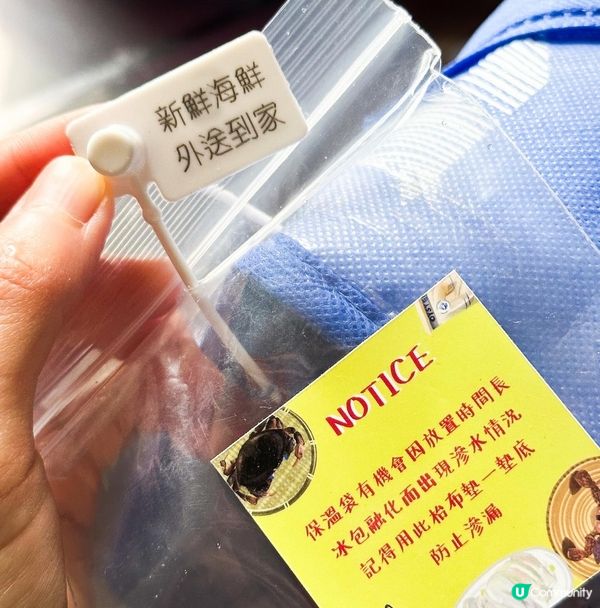 新鮮海鮮
外送到家
NOTICE
保溫袋有機會因放置時間長
冰包融化而出現滲水情況
記得用此枱布墊一墊底
防止滲漏
U Community